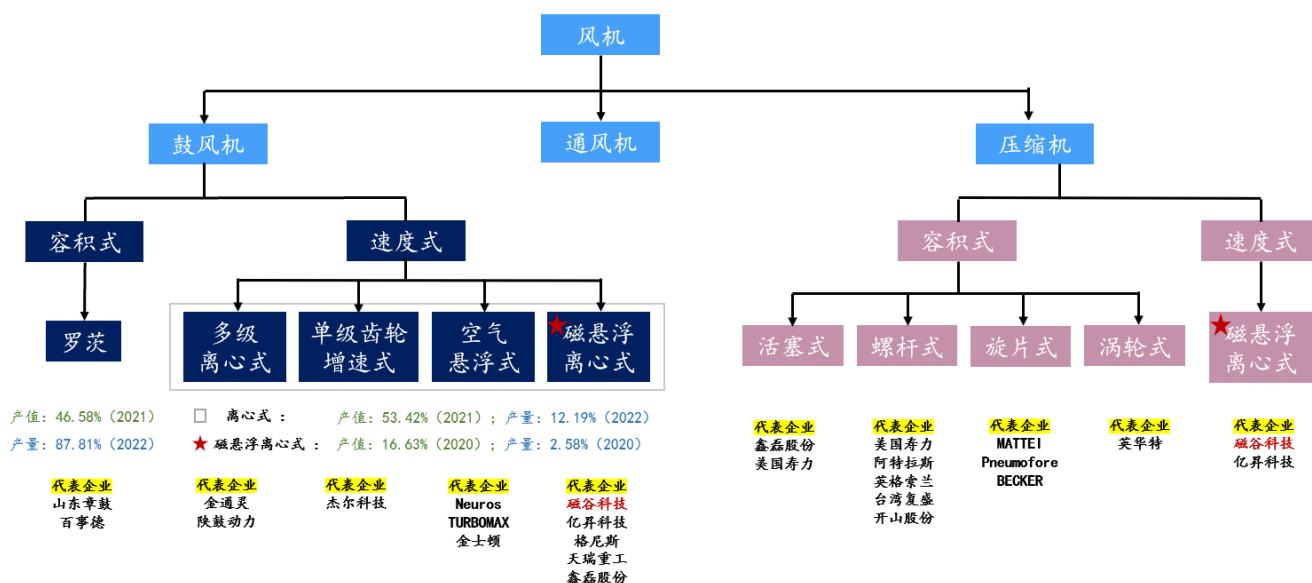 风机
鼓风机
通风机
压缩机
容积式
速度式
容积式
速度式
罗茨
多级
离心式
单级齿轮
增速式
空气
悬浮式
磁悬浮
离心式
活塞式
螺杆式
旋片式
涡轮式
磁悬浮
离心式
产值：46.58%（2021）
产量：87.81%（2022）
离心式：
产值：53.42%（2021）；产量：12.19%（2022）
磁悬浮离心式：
产值：16.63%（2020）；产量：2.58%（2020）
代表企业
山东章鼓
百事德
代表企业
金通灵
陕鼓动力
代表企业
杰尔科技
代表企业
Neuros
TURBOMAX
金士顿
代表企业
磁谷科技
亿昇科技
格尼斯
天瑞重工
鑫磊股份
代表企业
鑫磊股份
美国寿力
代表企业
美国寿力
阿特拉斯
英格索兰
台湾复盛
开山股份
代表企业
MATTEI
Pneumofore
BECKER
代表企业
英华特
代表企业
磁谷科技
亿昇科技